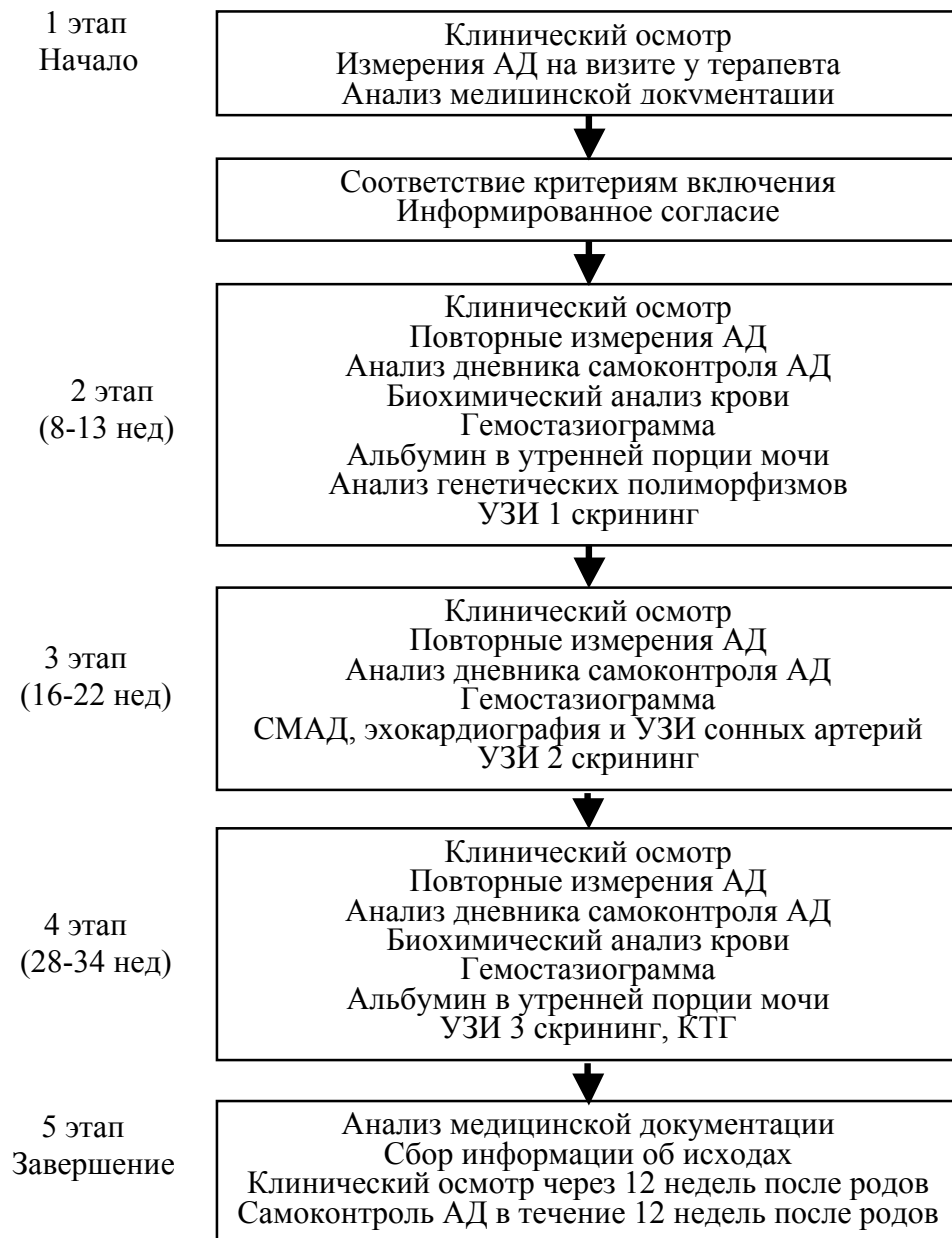 1 этап
Начало
Клинический осмотр
Измерения АД на визите у терапевта
Анализ медицинской документации
Соответствие критериям включения
Информированное согласие
2 этап
(8-13 нед)
Клинический осмотр
Повторные измерения АД
Анализ дневника самоконтроля АД
Биохимический анализ крови
Гемостазиограмма
Альбумин в утренней порции мочи
Анализ генетических полиморфизмов
УЗИ 1 скрининг
3 этап
(16-22 нед)
Клинический осмотр
Повторные измерения АД
Анализ дневника самоконтроля АД
Гемостазиограмма
СМАД, эхокардиография и УЗИ сонных артерий
УЗИ 2 скрининг
4 этап
(28-34 нед)
Клинический осмотр
Повторные измерения АД
Анализ дневника самоконтроля АД
Биохимический анализ крови
Гемостазиограмма
Альбумин в утренней порции мочи
УЗИ 3 скрининг, КТГ
5 этап
Завершение
Анализ медицинской документации
Сбор информации об исходах
Клинический осмотр через 12 недель после родов
Самоконтроль АД в течение 12 недель после родов